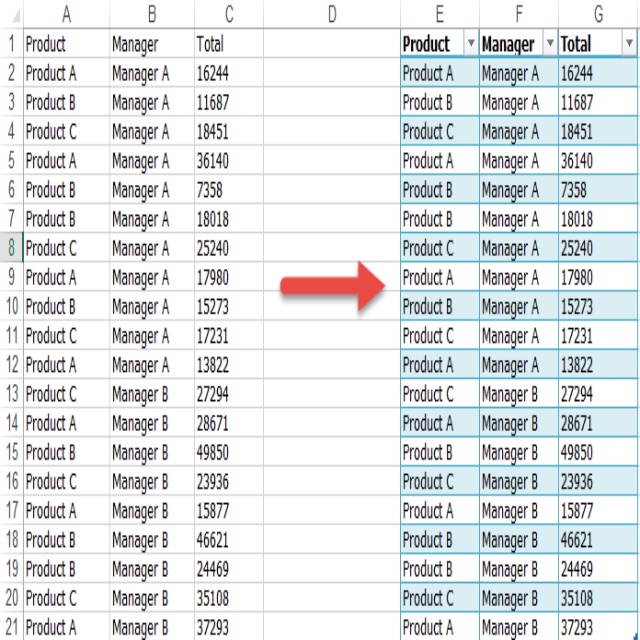 A B C D E F G
1 Product Manager Total Product Manager Total
2 Product A Manager A 16244 Product A Manager A 16244
3 Product B Manager A 11687 Product B Manager A 11687
4 Product C Manager A 18451 Product C Manager A 18451
5 Product A Manager A 36140 Product A Manager A 36140
6 Product B Manager A 7358 Product B Manager A 7358
7 Product B Manager A 18018 Product B Manager A 18018
8 Product C Manager A 25240 Product C Manager A 25240
9 Product A Manager A 17980 Product A Manager A 17980
10 Product B Manager A 15273 Product B Manager A 15273
11 Product C Manager A 17231 Product C Manager A 17231
12 Product A Manager A 13822 Product A Manager A 13822
13 Product C Manager B 27294 Product C Manager B 27294
14 Product A Manager B 28671 Product A Manager B 28671
15 Product B Manager B 49850 Product B Manager B 49850
16 Product C Manager B 23936 Product C Manager B 23936
17 Product A Manager B 15877 Product A Manager B 15877
18 Product B Manager B 46621 Product B Manager B 46621
19 Product B Manager B 24469 Product B Manager B 24469
20 Product C Manager B 35108 Product C Manager B 35108
21 Product A Manager B 37293 Product A Manager B 37293